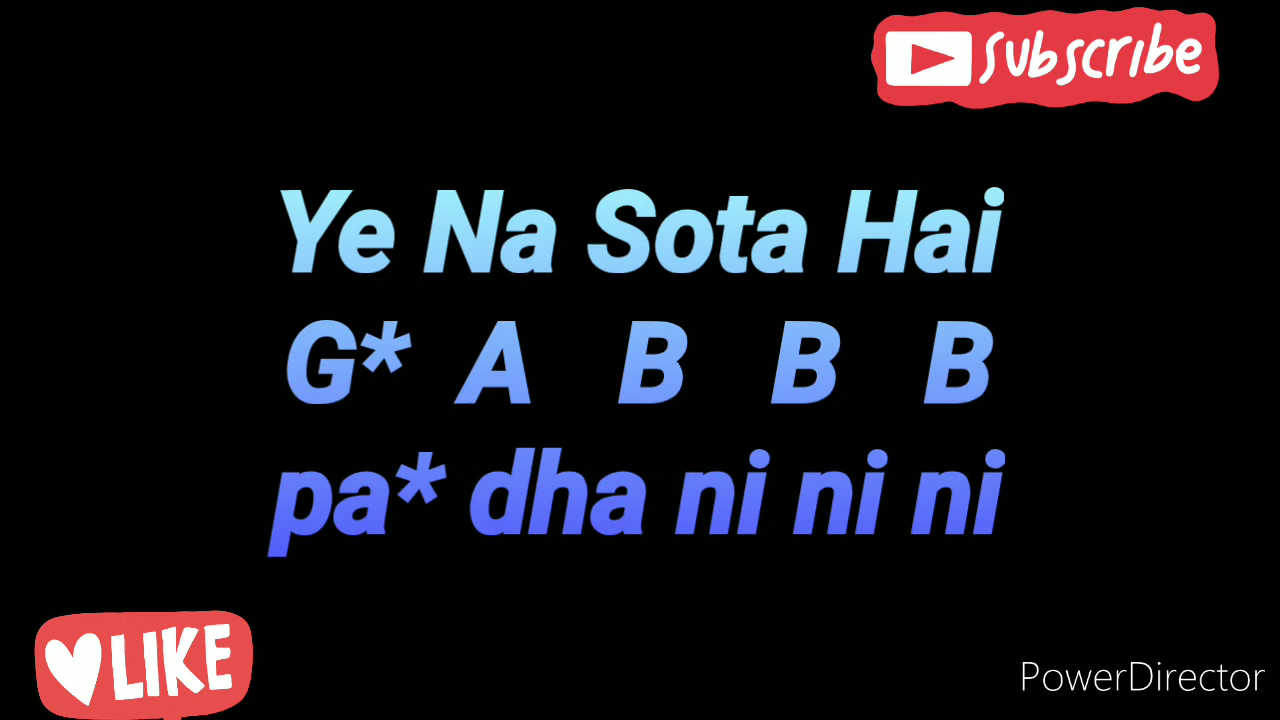 Subscribe
Ye Na Sota Hai
G* A B B B
pa* dha ni ni ni
LIKE
PowerDirector